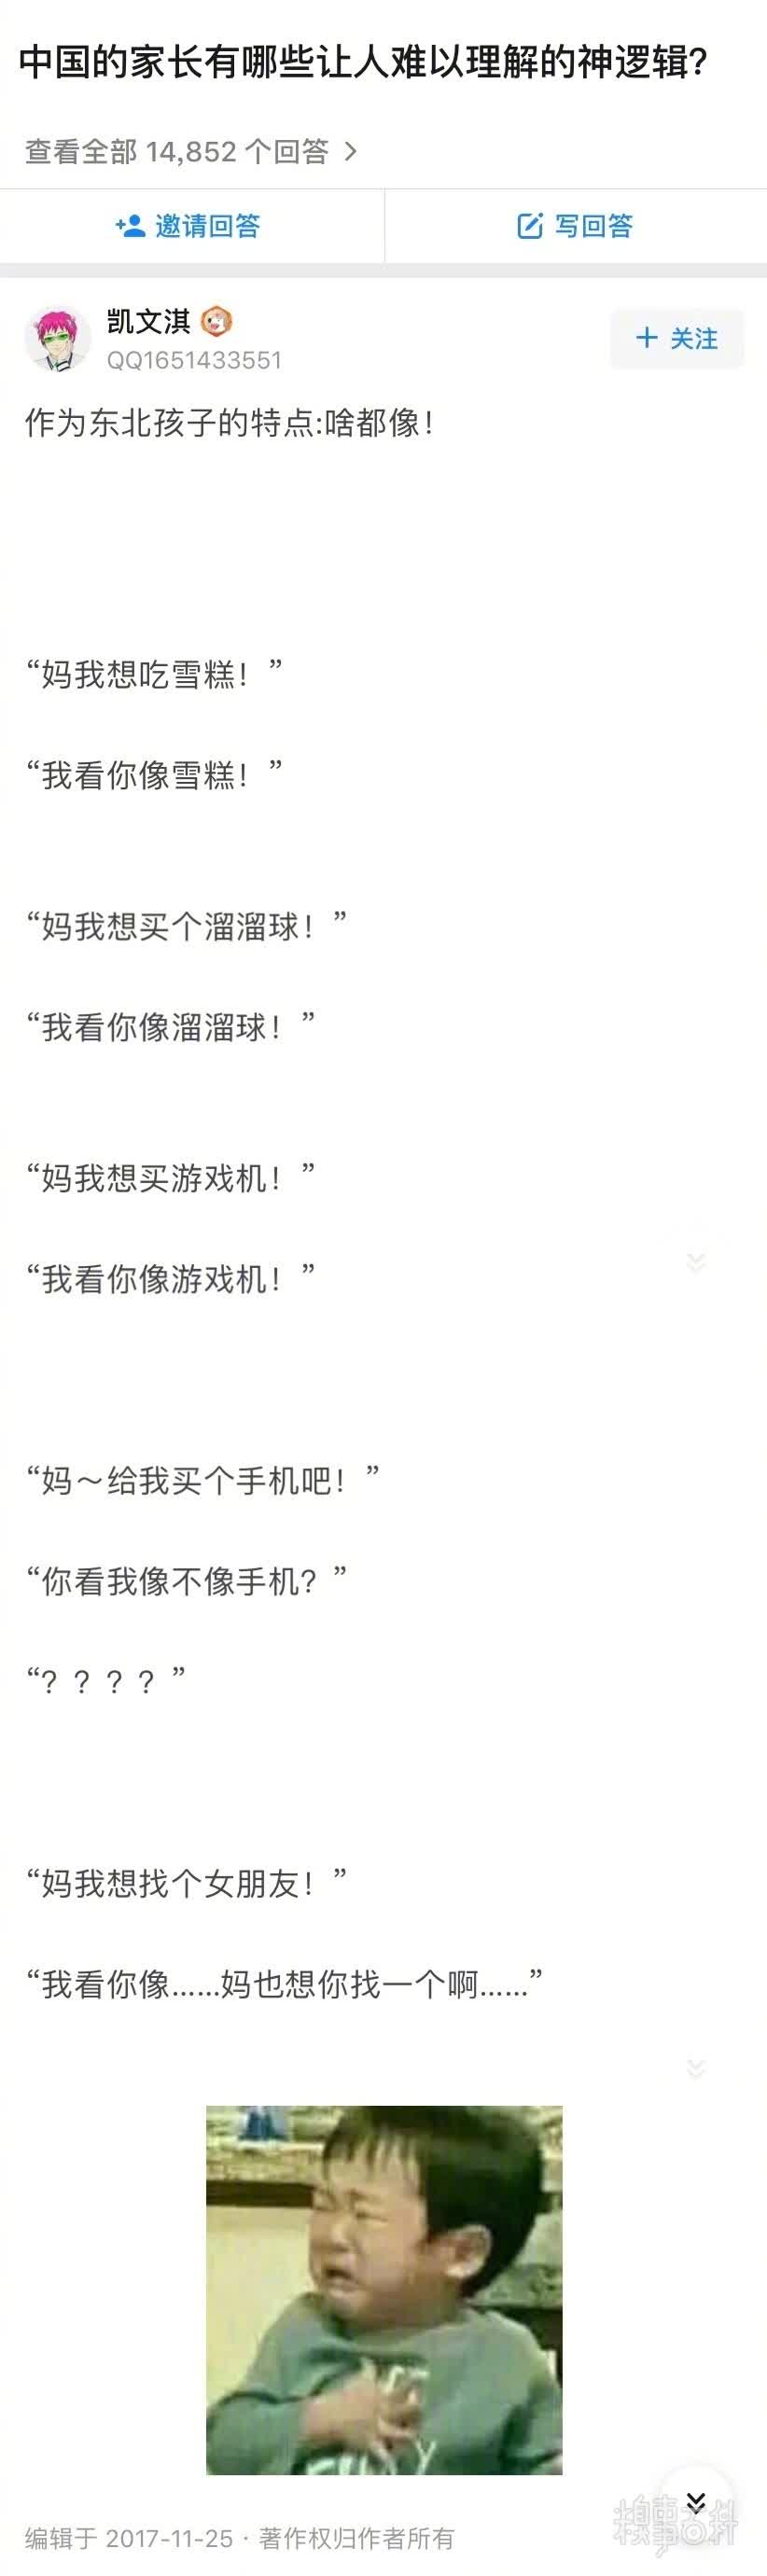 中国的家长有哪些让人难以理解的神逻辑?
查看全部 14,852 个回答 >
邀请回答
写回答
凯文淇
QQ1651433551
+ 关注
作为东北孩子的特点:啥都像！
“妈我想吃雪糕！”
“我看你像雪糕！”
“妈我想买个溜溜球！”
“我看你像溜溜球！”
“妈我想买游戏机！”
“我看你像游戏机！”
“妈～给我买个手机吧！”
“你看我像不像手机？”
“？？？？”
“妈我想找个女朋友！”
“我看你像……妈也想你找一个啊……”
编辑于 2017-11-25 · 著作权归作者所有
糗事百科